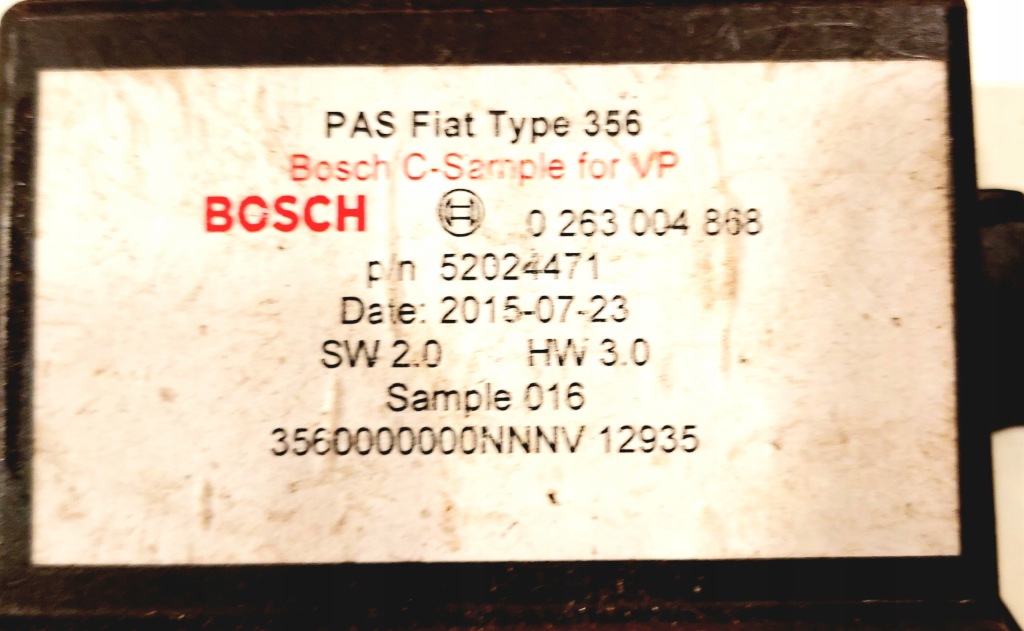 PAS Fiat Type 356
Bosch C-Sample for VP
BOSCH 0 263 004 868
p/n 52024471
Date: 2015-07-23
SW 2.0 HW 3.0
Sample 016
3560000000NNNV 12935